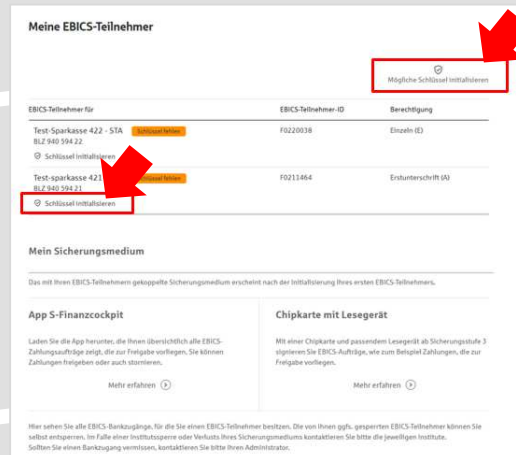 Meine EBICS-Teilnehmer
Mögliche Schlüssel initialisieren
EBICS-Teilnehmer für EBICS-Teilnehmer-ID Berechtigung
Test-Sparkasse 422 - STA Schlüssel fehlen F0220038 Einzeln (E)
BLZ 940 594 22
Schlüssel initialisieren
Test-sparkasse 421 Schlüssel fehlen F0211464 Erstunterschrift (A)
BLZ 940 594 21
Schlüssel initialisieren
Mein Sicherungsmedium
Das mit Ihren EBICS-Teilnehmern gekoppelte Sicherungsmedium erscheint nach der Initialisierung Ihres ersten EBICS-Teilnehmers.
App S-Finanzcockpit
Laden Sie die App herunter, die Ihnen übersichtlich alle EBICS-
Zahlungsaufträge zeigt, die zur Freigabe vorliegen. Sie können
Zahlungen freigeben oder auch stornieren.
Mehr erfahren
Chipkarte mit Lesegerät
Mit einer Chipkarte und passendem Lesegerät ab Sicherungsstufe 3
signieren Sie EBICS-Aufträge, wie zum Beispiel Zahlungen, die zur
Freigabe vorliegen.
Mehr erfahren
Hier sehen Sie alle EBICS-Bankzugänge, für die Sie einen EBICS-Teilnehmer besitzen. Die von Ihnen ggfs. gesperrten EBICS-Teilnehmer können Sie
selbst entsperren. Im Falle einer Institutssperre oder Verlusts Ihres Sicherungsmediums kontaktieren Sie bitte die jeweiligen Institute.
Sollten Sie einen Bankzugang vermissen, kontaktieren Sie bitte Ihren Administrator.